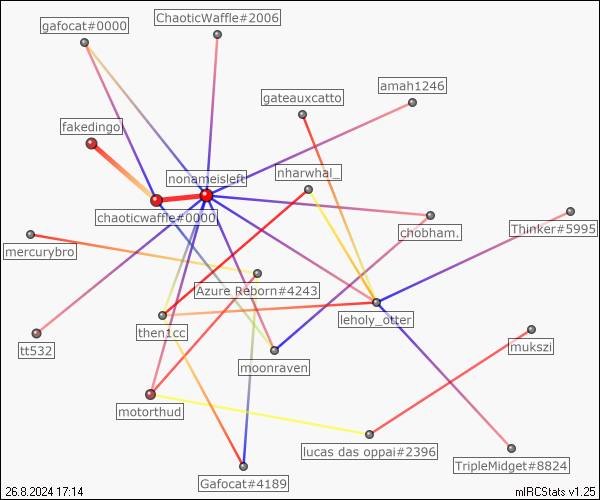 ChaoticWaffle#2006
gafocat#0000
amah1246
gateauxcatto
fakedingo
nharwhal_
nonameisleft
chaoticwaffle#0000
chobham.
Thinker#5995
mercurybro
Azure Reborn#4243
leholy_otter
then1cc
tt532
mukszi
moonraven
motorthud
lucas das oppai#2396
TripleMidget#8824
Gafocat#4189
26.8.2024 17:14
mIRCStats v1.25